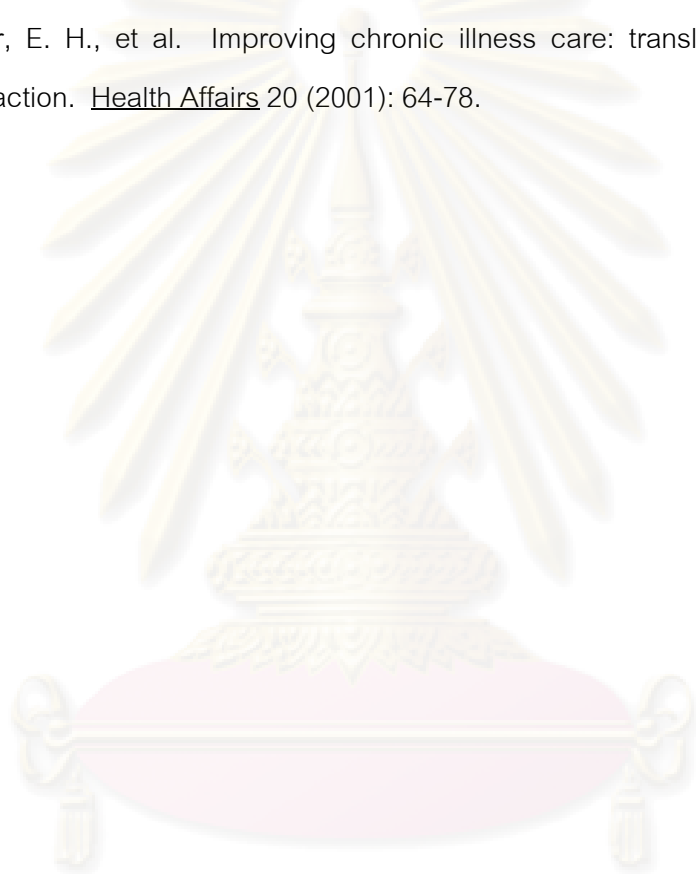 r, E. H., et al. Improving chronic illness care: transl
action. Health Affairs 20 (2001): 64-78.